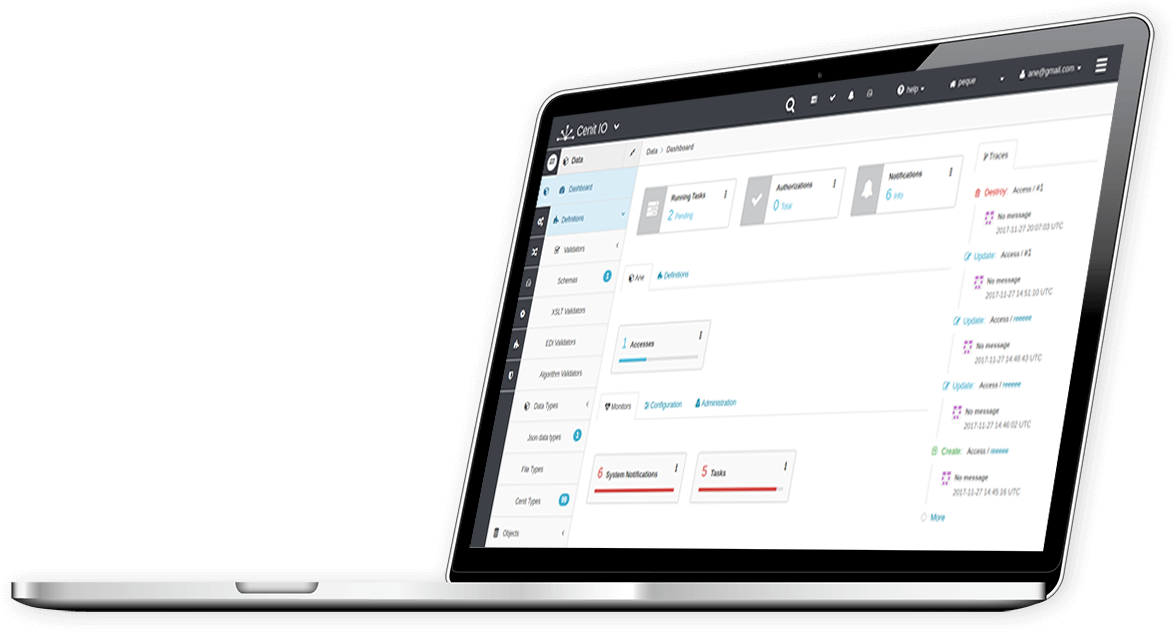 Cenit IO
help
peque
ane@gmail.com
Data
Dashboard
Definitions
Validators
Schemas
1
XSLT Validators
EDI Validators
Algorithm Validators
Data Types
Json data types
1
File Types
Cenit Types
Objects
Data > Dashboard
Running Tasks
2 Pending
Authorizations
0 Total
Notifications
6 Info
Ane
Definitions
1 Accesses
Monitors
Configuration
Administration
6 System Notifications
5 Tasks
Traces
Destroy: Access / #1
No message
2017-11-27 20:07:03 UTC
Update: Access / #1
No message
2017-11-27 14:51:10 UTC
Update: Access / eeeeee
No message
2017-11-27 14:48:43 UTC
Update: Access / eeeeee
No message
2017-11-27 14:46:02 UTC
Create: Access / eeeeee
No message
2017-11-27 14:45:16 UTC
More